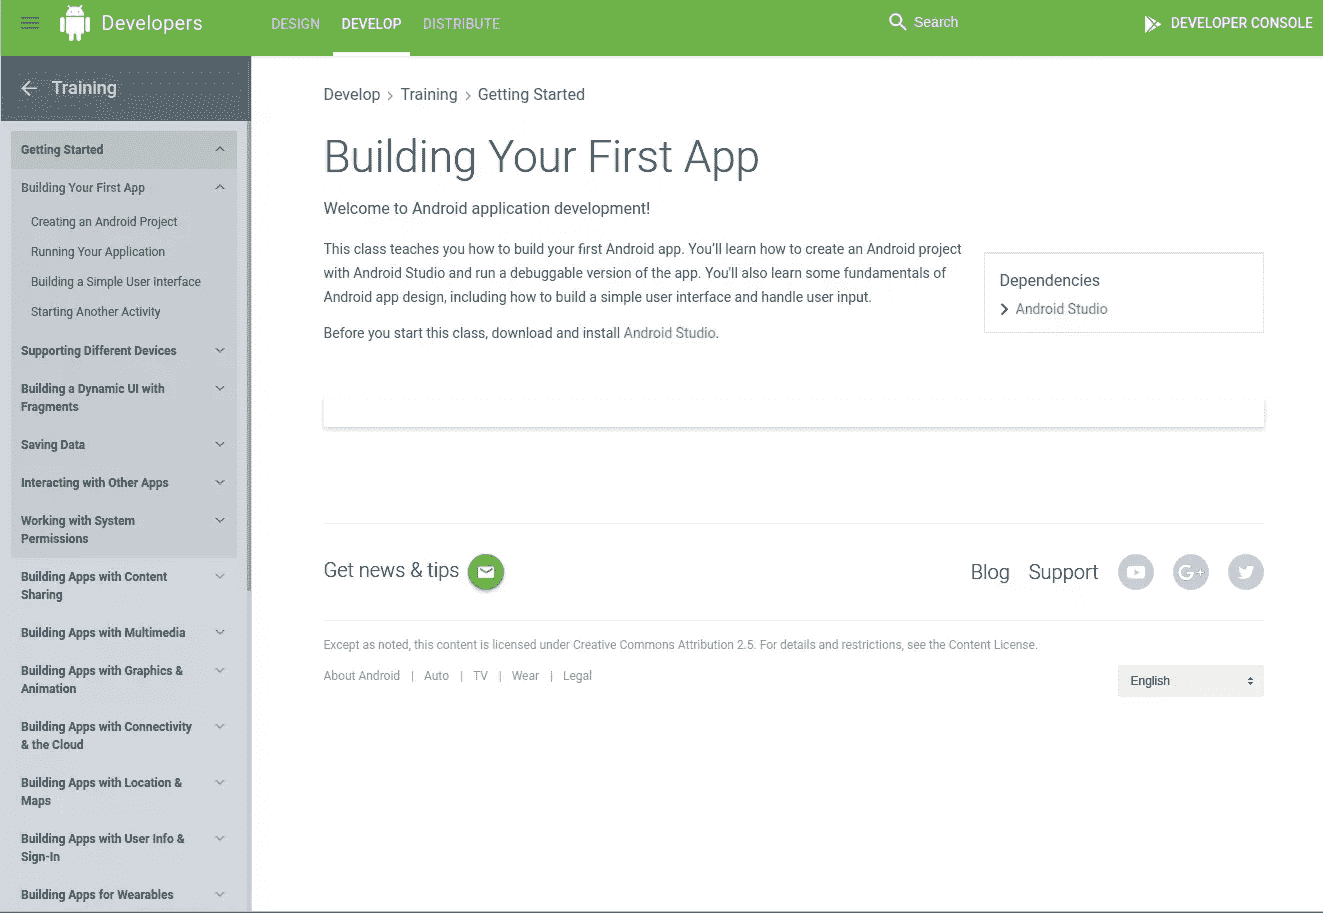 Developers
DESIGN DEVELOP DISTRIBUTE
Search
DEVELOPER CONSOLE
Training
Getting Started
Building Your First App
Creating an Android Project
Running Your Application
Building a Simple User Interface
Starting Another Activity
Supporting Different Devices
Building a Dynamic UI with
Fragments
Saving Data
Interacting with Other Apps
Working with System
Permissions
Building Apps with Content
Sharing
Building Apps with Multimedia
Building Apps with Graphics &
Animation
Building Apps with Connectivity
& the Cloud
Building Apps with Location &
Maps
Building Apps with User Info &
Sign-In
Building Apps for Wearables
Develop > Training > Getting Started
Building Your First App
Welcome to Android application development!
This class teaches you how to build your first Android app. You'll learn how to create an Android project
with Android Studio and run a debuggable version of the app. You'll also learn some fundamentals of
Android app design, including how to build a simple user interface and handle user input.
Before you start this class, download and install Android Studio.
Dependencies
Android Studio
Get news & tips
Blog Support
G+
Except as noted, this content is licensed under Creative Commons Attribution 2.5. For details and restrictions, see the Content License.
About Android | Auto | TV | Wear | Legal
English